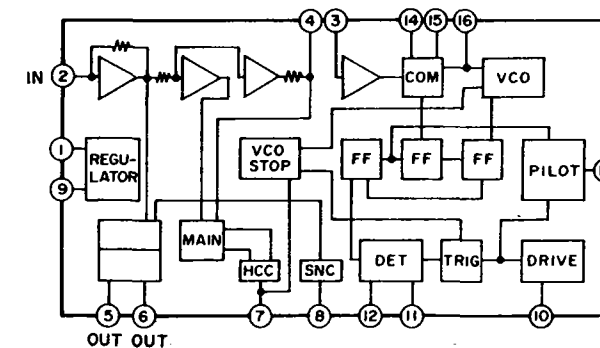 4 3 14 15 16
IN 2
COM VCO
1 REGU-
LATOR
9
VCO
STOP
FF FF FF PILOT
MAIN
HCC SNC
DET TRIG DRIVE
5 6 7 8 12 11 10
OUT OUT